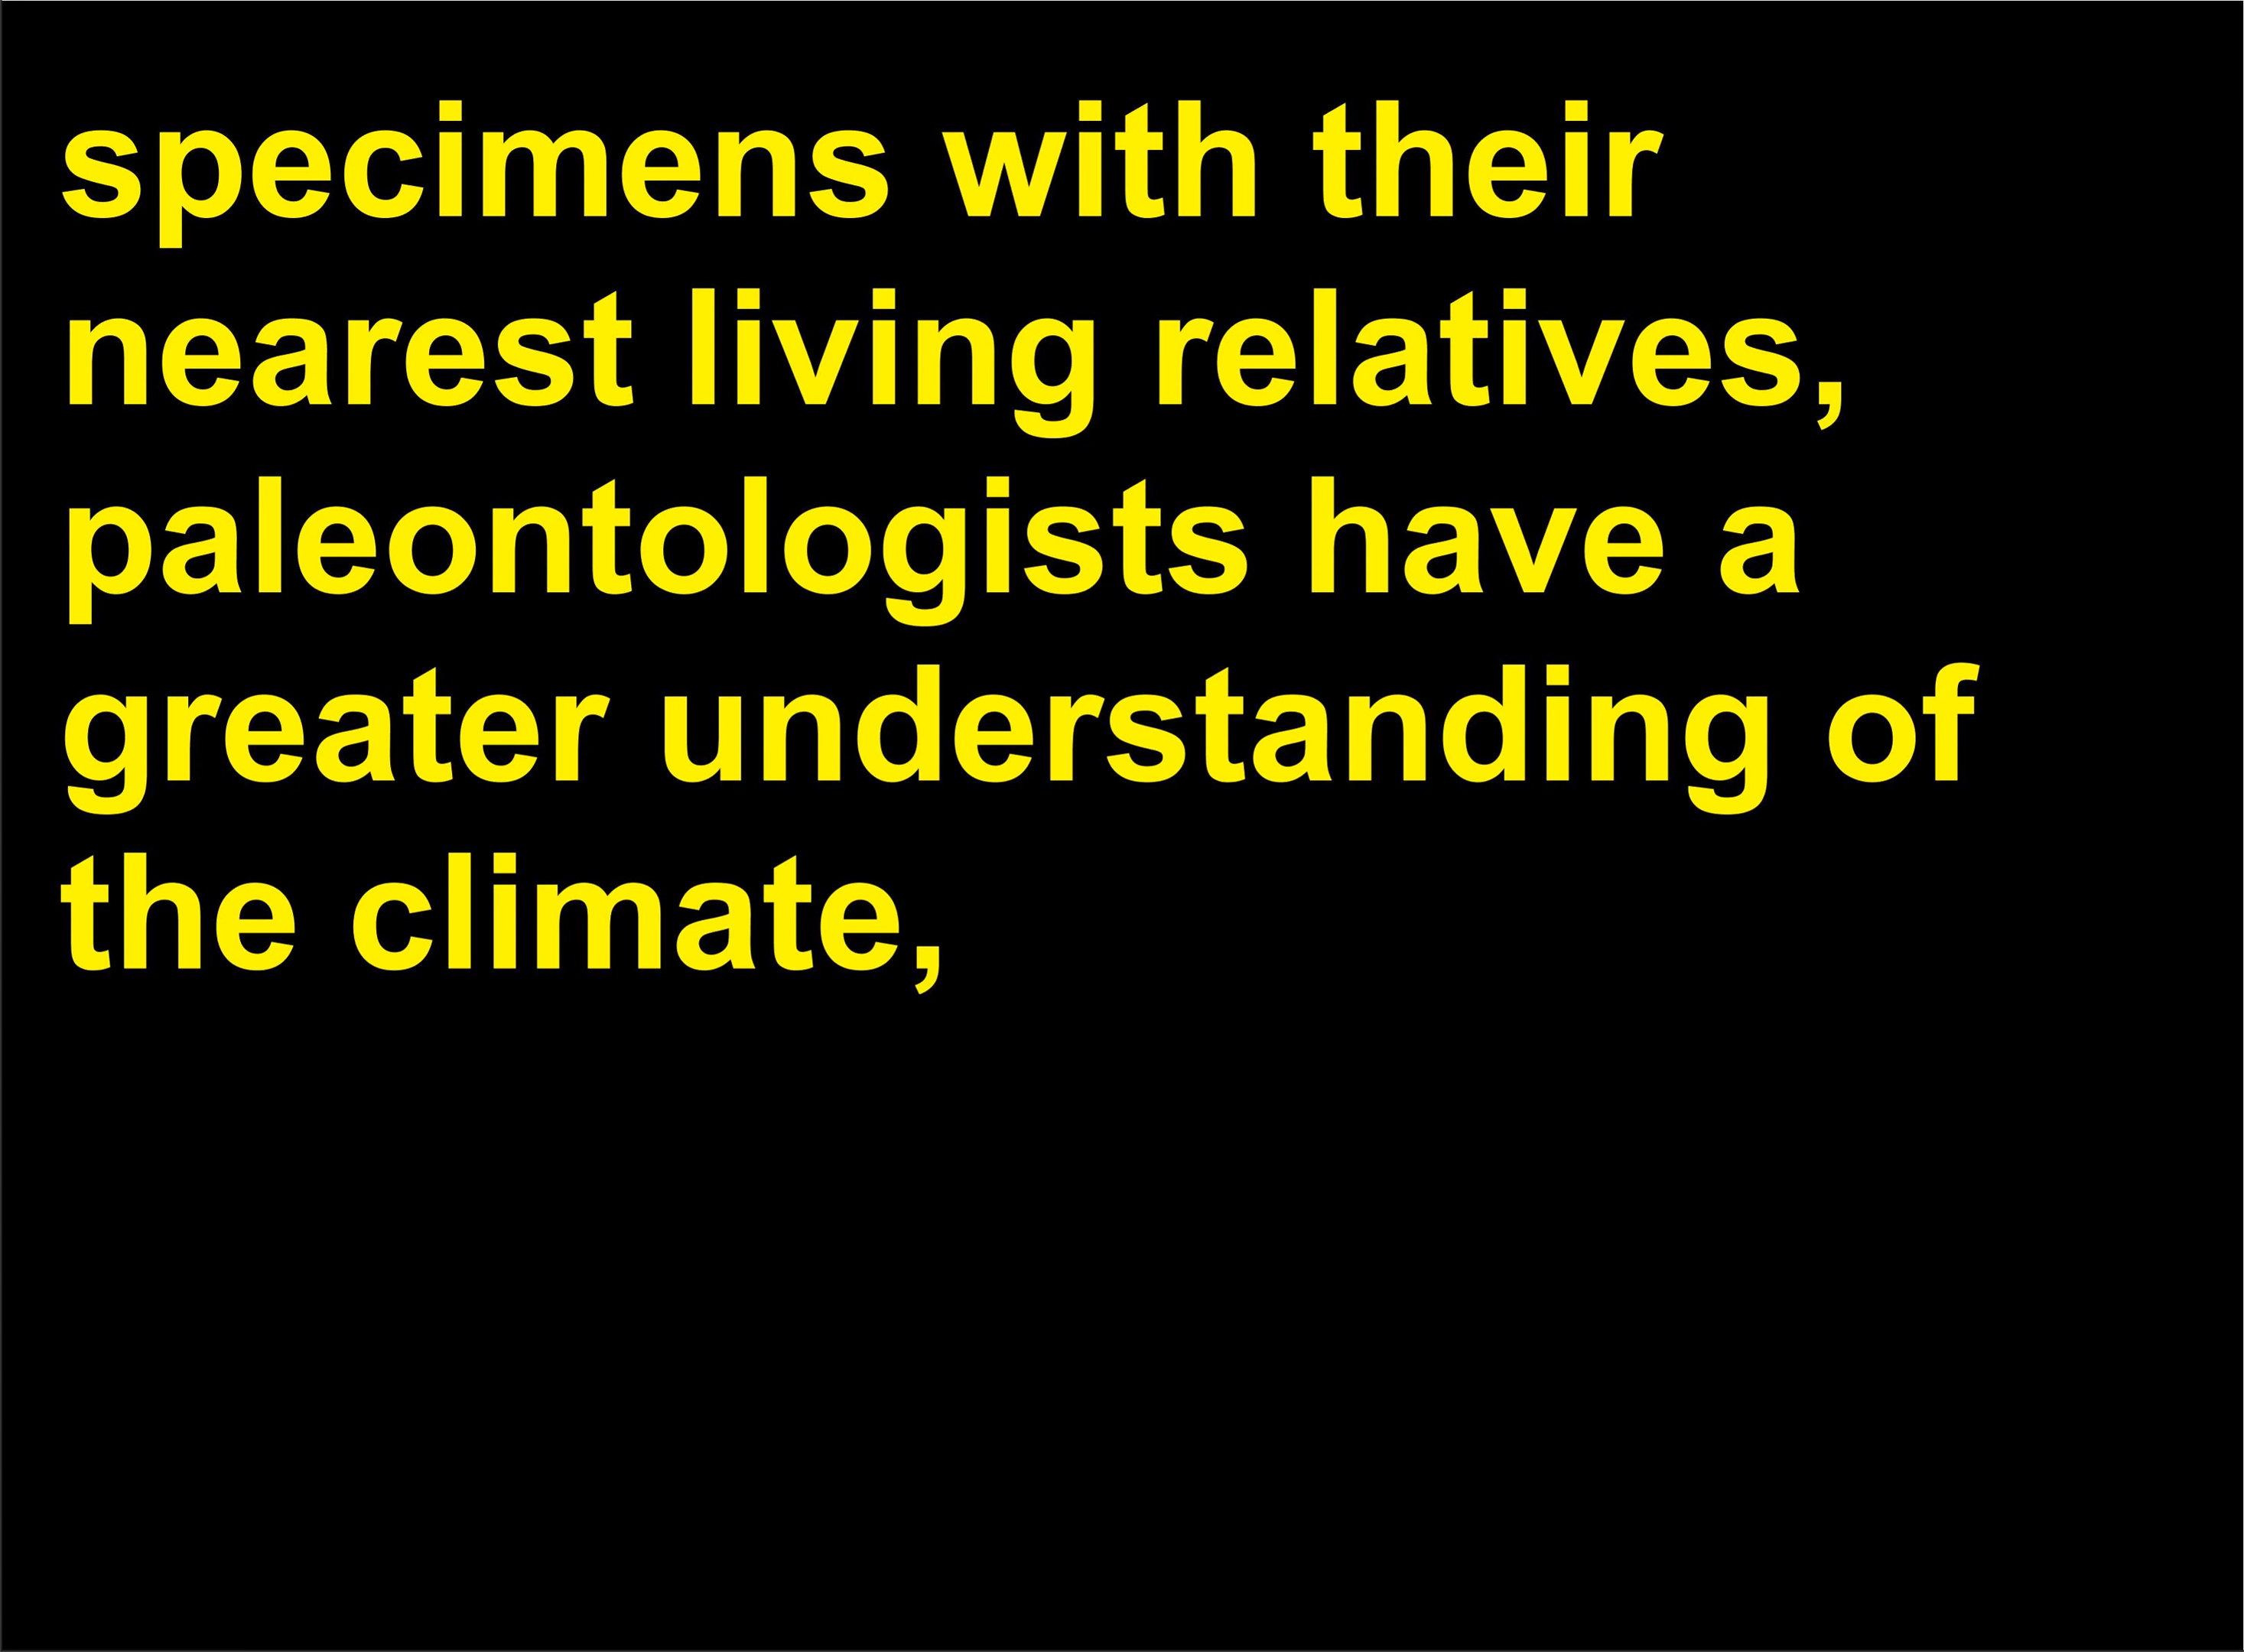 specimens with their
nearest living relatives,
paleontologists have a
greater understanding of
the climate,